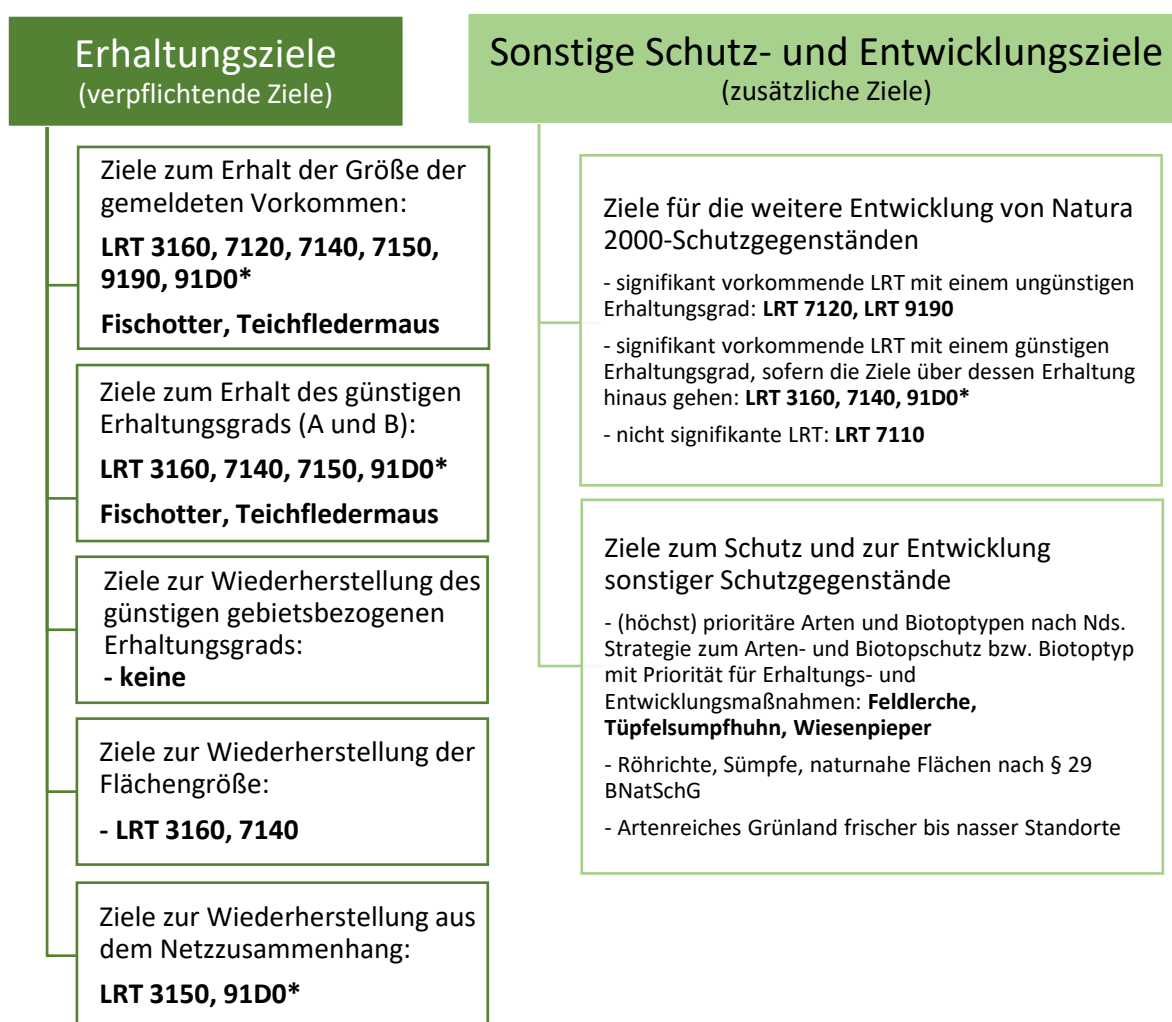 Erhaltungsziele
(verpflichtende Ziele)
Ziele zum Erhalt der Größe der
gemeldeten Vorkommen:
LRT 3160, 7120, 7140, 7150,
9190, 91D0*
Fischotter, Teichfledermaus
Ziele zum Erhalt des günstigen
Erhaltungsgrads (A und B):
LRT 3160, 7140, 7150, 91D0*
Fischotter, Teichfledermaus
Ziele zur Wiederherstellung des
günstigen gebietsbezogenen
Erhaltungsgrads:
- keine
Ziele zur Wiederherstellung der
Flächengröße:
- LRT 3160, 7140
Ziele zur Wiederherstellung aus
dem Netzzusammenhang:
LRT 3150, 91D0*
Sonstige Schutz- und Entwicklungsziele
(zusätzliche Ziele)
Ziele für die weitere Entwicklung von Natura
2000-Schutzgegenständen
- signifikant vorkommende LRT mit einem ungünstigen
Erhaltungsgrad: LRT 7120, LRT 9190
- signifikant vorkommende LRT mit einem günstigen
Erhaltungsgrad, sofern die Ziele über dessen Erhaltung
hinaus gehen: LRT 3160, 7140, 91D0*
- nicht signifikante LRT: LRT 7110
Ziele zum Schutz und zur Entwicklung
sonstiger Schutzgegenstände
- (höchst) prioritäre Arten und Biotoptypen nach Nds.
Strategie zum Arten- und Biotopschutz bzw. Biotoptyp
mit Priorität für Erhaltungs- und
Entwicklungsmaßnahmen: Feldlerche,
Tüpfelsumpfhuhn, Wiesenpieper
- Röhrichte, Sümpfe, naturnahe Flächen nach § 29
BNatSchG
- Artenreiches Grünland frischer bis nasser Standorte